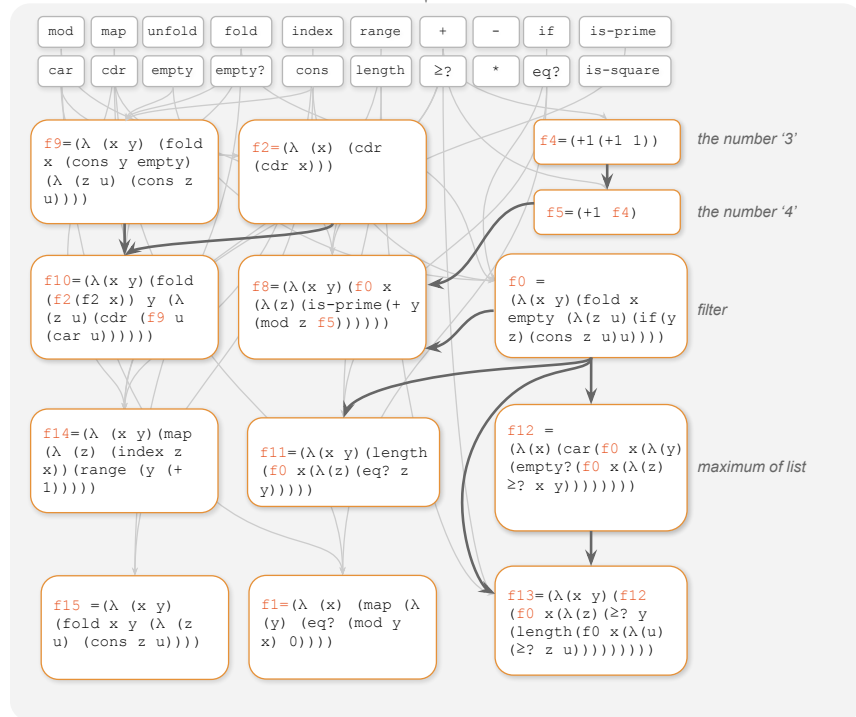 mod map unfold fold index range + - if is-prime
car cdr empty empty? cons length ≥? * eq? is-square
f9=(λ (x y) (fold
x (cons y empty)
(λ (z u) (cons z
u))))
f2=(λ (x) (cdr
(cdr x)))
f4=(+1(+1 1))
the number ‘3’
f5=(+1 f4)
the number ‘4’
f10=(λ(x y)(fold
(f2(f2 x)) y (λ
(z u)(cdr (f9 u
(car u))))))
f8=(λ(x y)(f0 x
(λ(z)(is-prime(+ y
(mod z f5))))))
f0 =
(λ(x y)(fold x
empty (λ(z u)(if(y
z)(cons z u)u))))
filter
f14=(λ (x y)(map
(λ (z) (index z
x))(range (y (+
1)))))
f11=(λ(x y)(length
(f0 x(λ(z)(eq? z
y)))))
f12 =
(λ(x)(car(f0 x(λ(y)
(empty?(f0 x(λ(z)
≥? x y))))))))
maximum of list
f15 =(λ (x y)
(fold x y (λ (z
u) (cons z u))))
f1=(λ (x) (map (λ
(y) (eq? (mod y
x) 0))))
f13=(λ(x y)(f12
(f0 x(λ(z)(≥? y
(length(f0 x(λ(u)
(≥? z u)))))))))